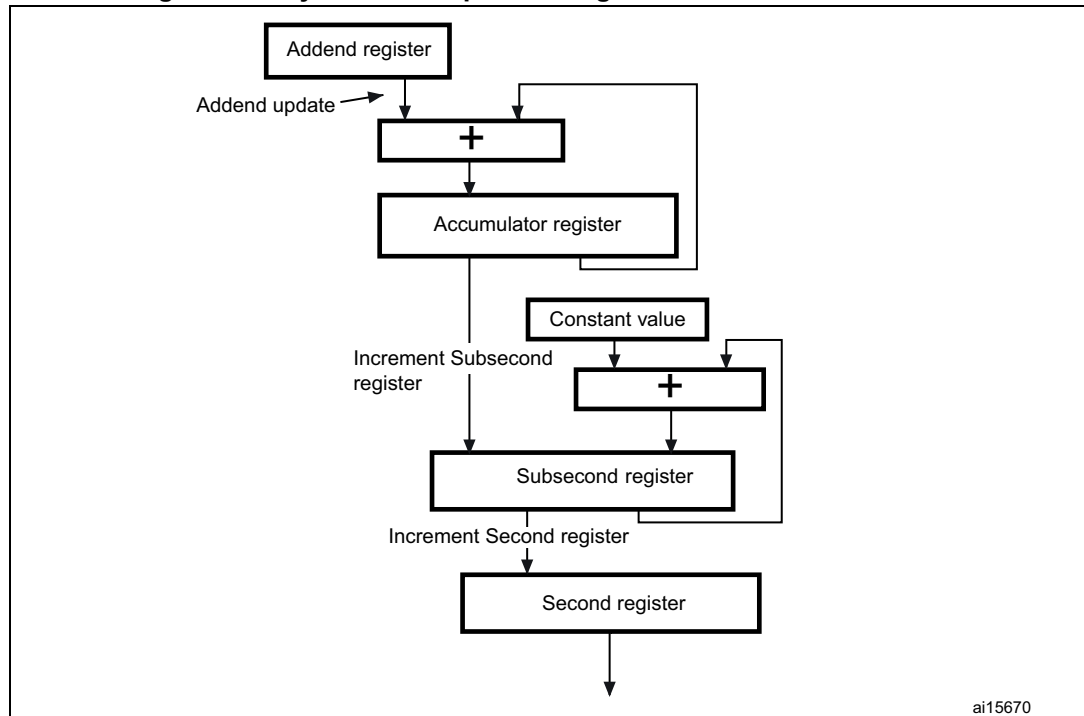 Addend register
Addend update
+
Accumulator register
Constant value
Increment Subsecond
register
+
Subsecond register
Increment Second register
Second register
ai15670